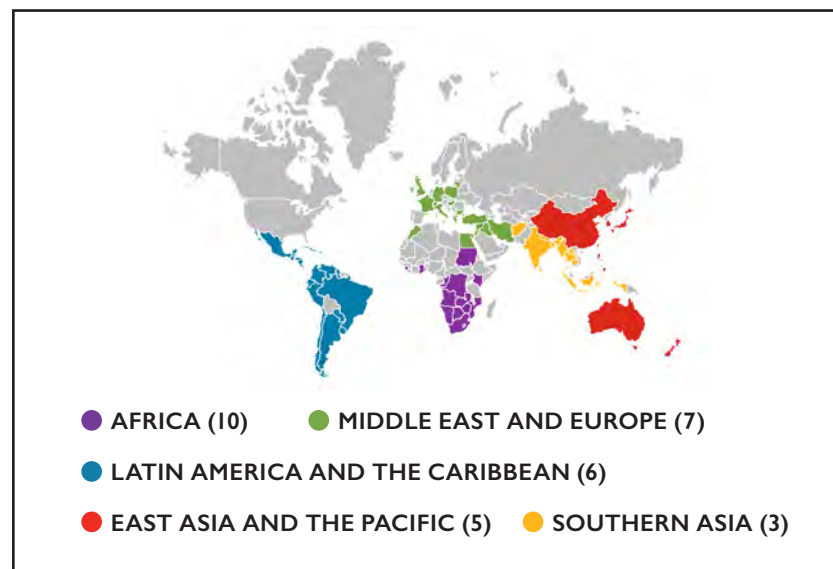 AFRICA (10) MIDDLE EAST AND EUROPE (7)
LATIN AMERICA AND THE CARIBBEAN (6)
EAST ASIA AND THE PACIFIC (5) SOUTHERN ASIA (3)